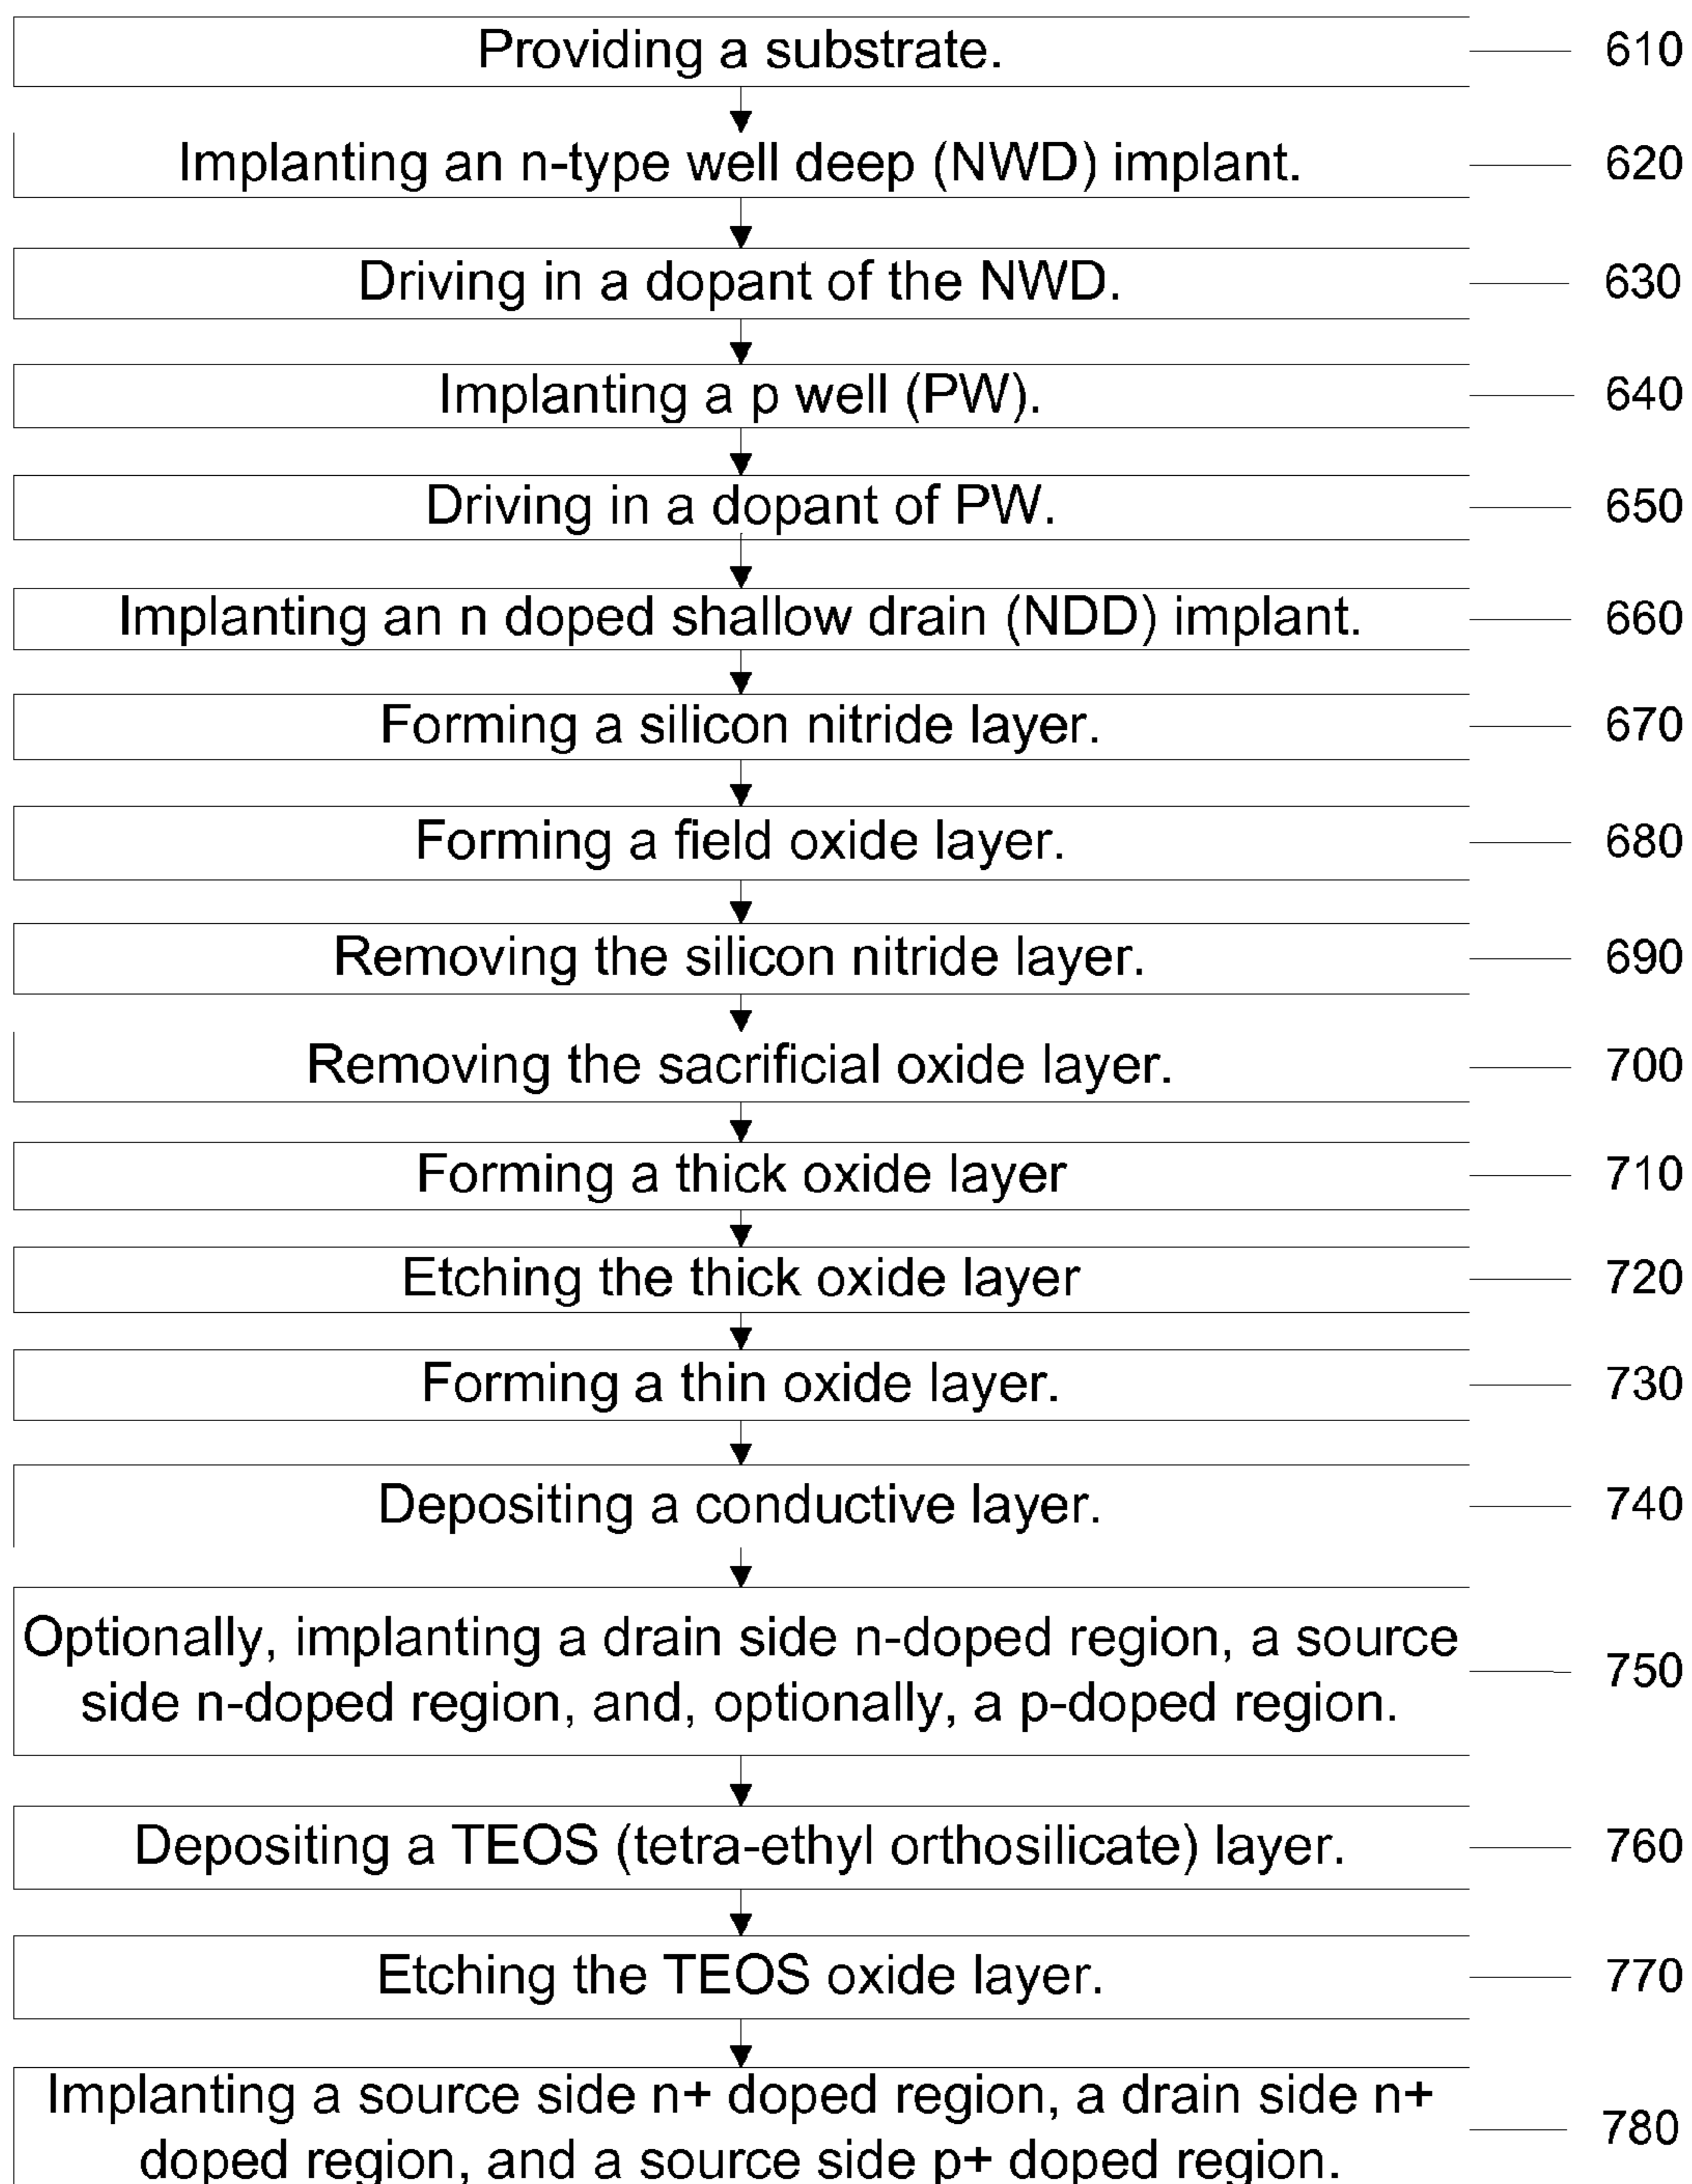 Providing a substrate. 610
Implanting an n-type well deep (NWD) implant. 620
Driving in a dopant of the NWD. 630
Implanting a p well (PW). 640
Driving in a dopant of PW. 650
Implanting an n doped shallow drain (NDD) implant. 660
Forming a silicon nitride layer. 670
Forming a field oxide layer. 680
Removing the silicon nitride layer. 690
Removing the sacrificial oxide layer. 700
Forming a thick oxide layer 710
Etching the thick oxide layer 720
Forming a thin oxide layer. 730
Depositing a conductive layer. 740
Optionally, implanting a drain side n-doped region, a source
side n-doped region, and, optionally, a p-doped region.
750
Depositing a TEOS (tetra-ethyl orthosilicate) layer. 760
Etching the TEOS oxide layer. 770
Implanting a source side n+ doped region, a drain side n+
doped region, and a source side p+ doped region.
780